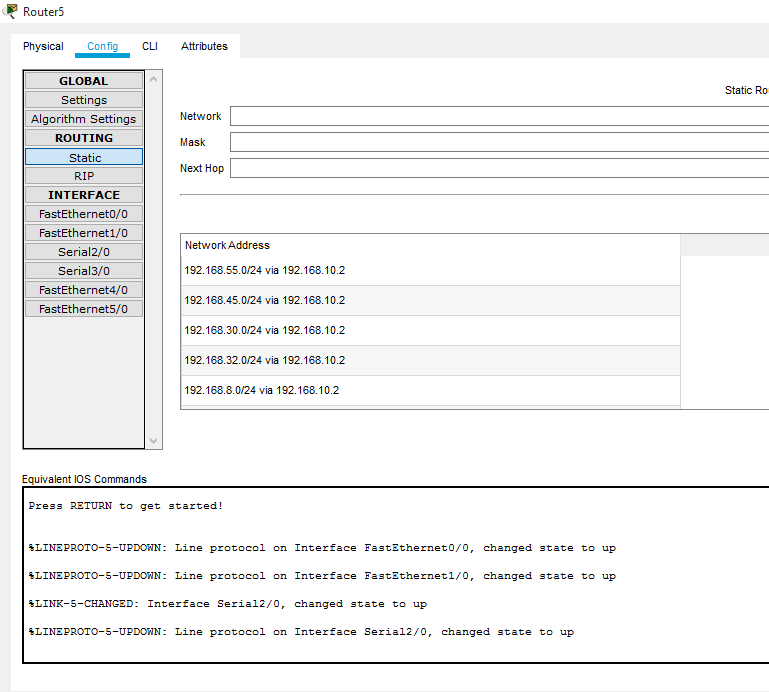 Router5
Physical Config CLI Attributes
GLOBAL
Settings
Algorithm Settings
ROUTING
Static
RIP
INTERFACE
FastEthernet0/0
FastEthernet1/0
Serial2/0
Serial3/0
FastEthernet4/0
FastEthernet5/0
Static Ro
Network
Mask
Next Hop
Network Address
192.168.55.0/24 via 192.168.10.2
192.168.45.0/24 via 192.168.10.2
192.168.30.0/24 via 192.168.10.2
192.168.32.0/24 via 192.168.10.2
192.168.8.0/24 via 192.168.10.2
Equivalent IOS Commands
Press RETURN to get started!
%LINEPROTO-5-UPDOWN: Line protocol on Interface FastEthernet0/0, changed state to up
%LINEPROTO-5-UPDOWN: Line protocol on Interface FastEthernet1/0, changed state to up
%LINK-5-CHANGED: Interface Serial2/0, changed state to up
%LINEPROTO-5-UPDOWN: Line protocol on Interface Serial2/0, changed state to up